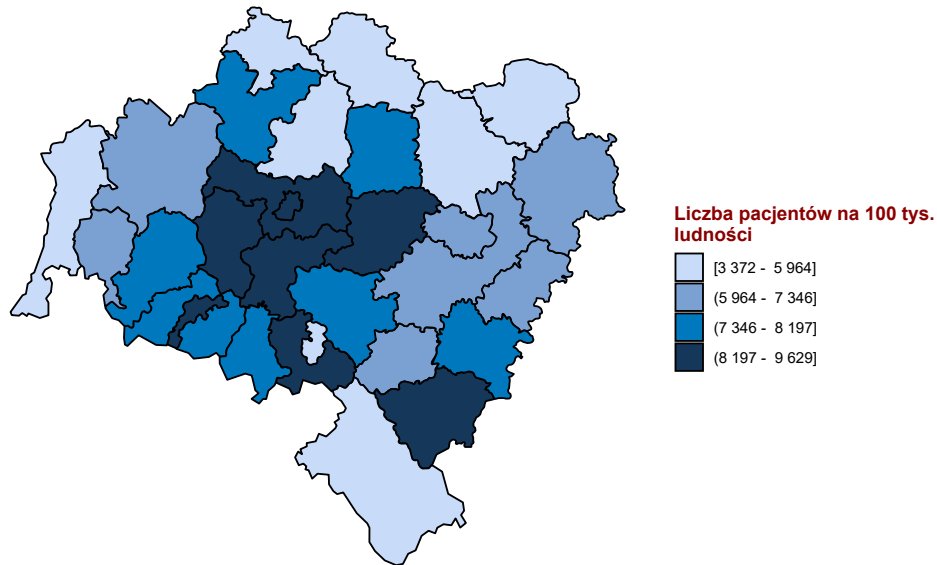 Liczba pacjentów na 100 tys.
ludności
[3 372 - 5 964]
(5 964 - 7 346]
(7 346 - 8 197]
(8 197 - 9 629]